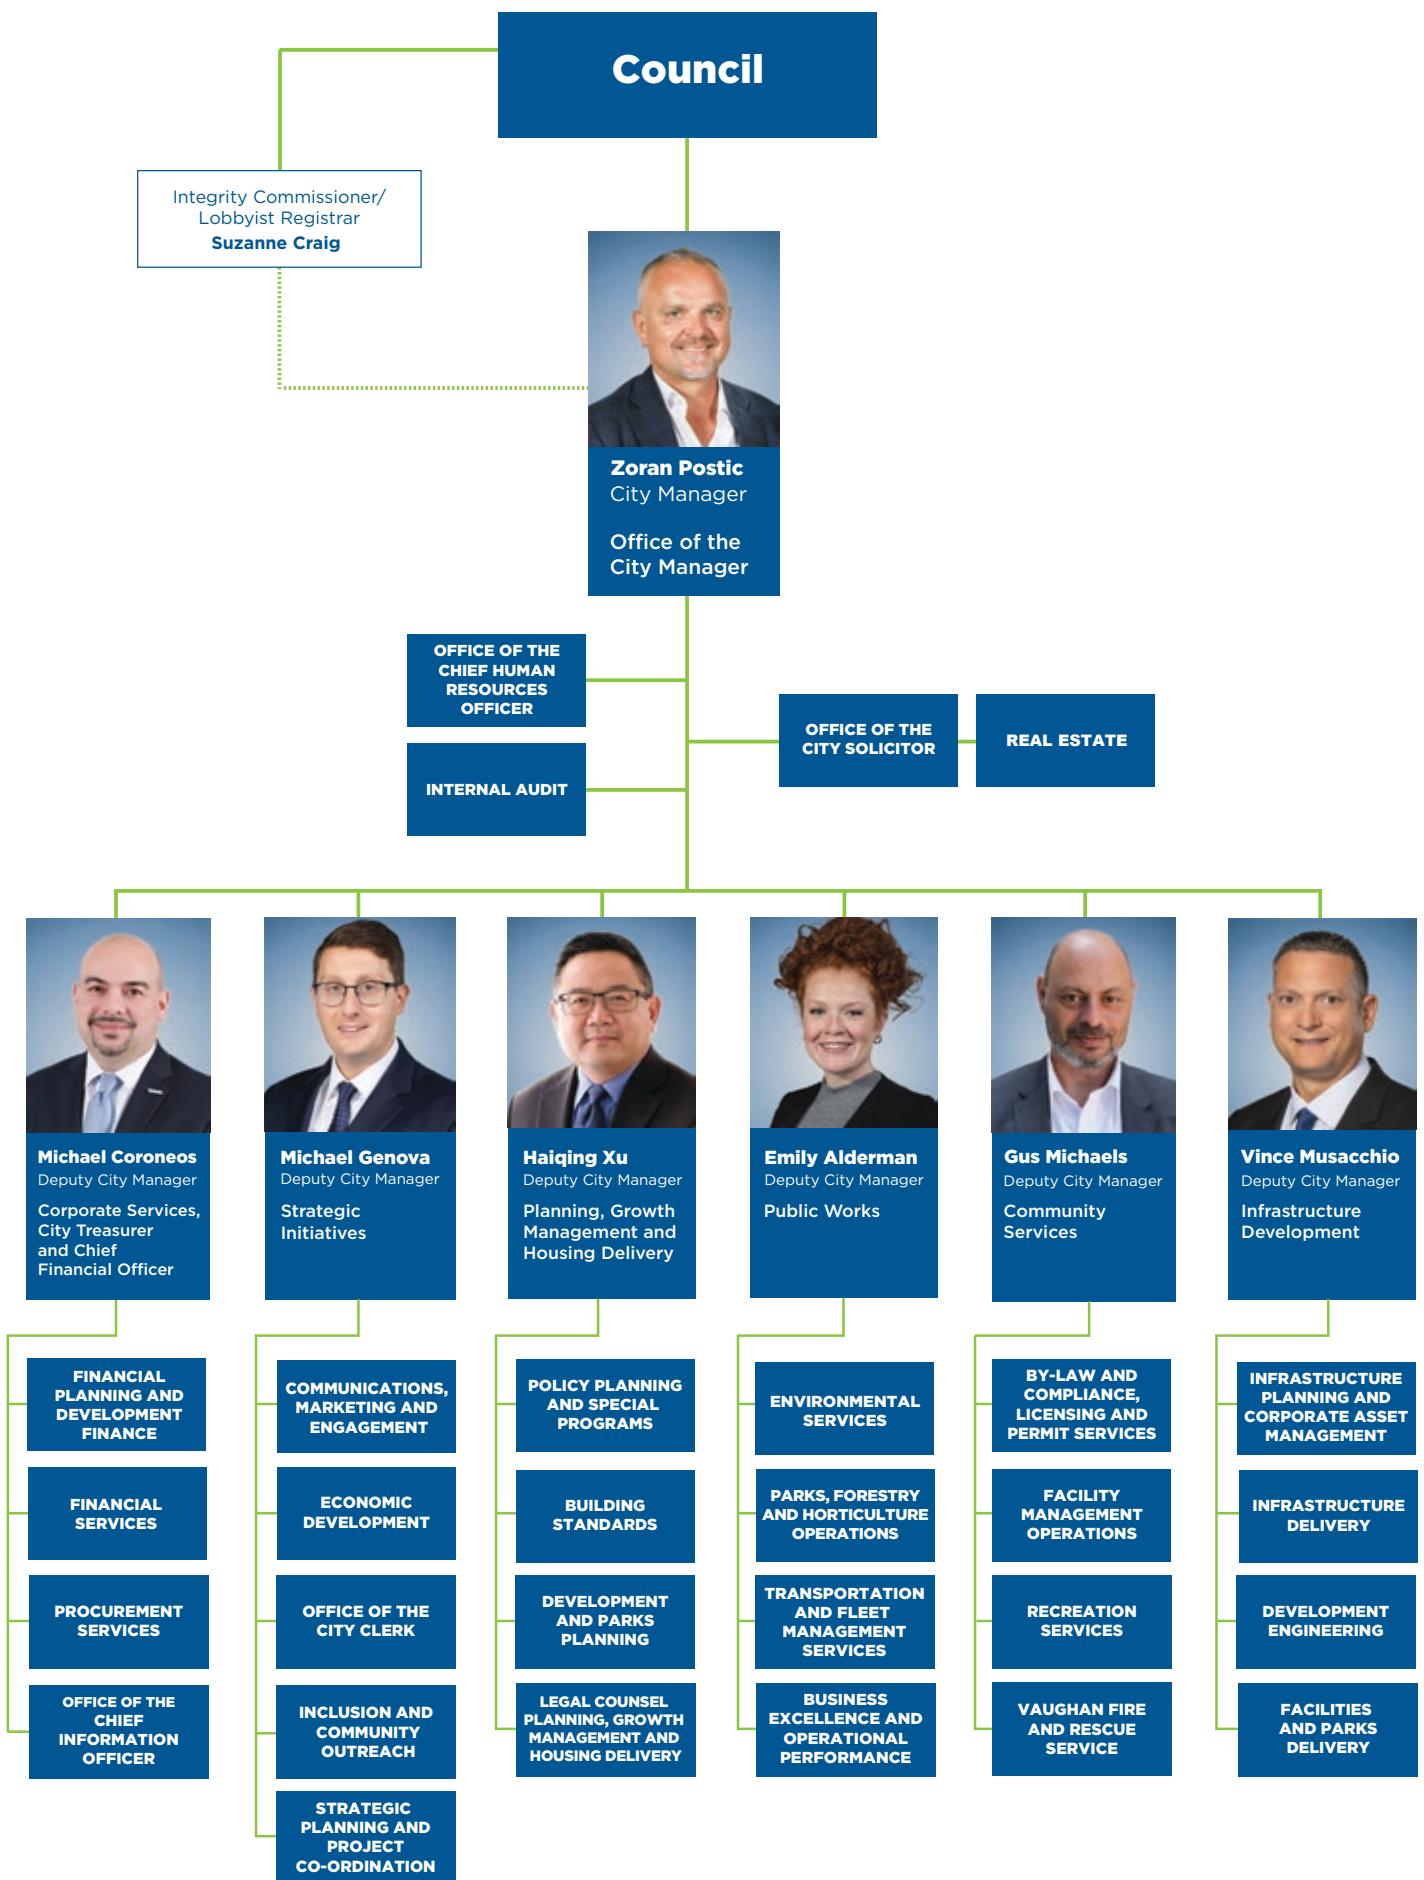 Council
Integrity Commissioner/
Lobbyist Registrar
Suzanne Craig
Zoran Postic
City Manager
Office of the
City Manager
OFFICE OF THE
CHIEF HUMAN
RESOURCES
OFFICER
INTERNAL AUDIT
OFFICE OF THE
CITY SOLICITOR
REAL ESTATE
Michael Coroneos
Deputy City Manager
Corporate Services,
City Treasurer
and Chief
Financial Officer
Michael Genova
Deputy City Manager
Strategic
Initiatives
Haiqing Xu
Deputy City Manager
Planning, Growth
Management and
Housing Delivery
Emily Alderman
Deputy City Manager
Public Works
Gus Michaels
Deputy City Manager
Community
Services
Vince Musacchio
Deputy City Manager
Infrastructure
Development
FINANCIAL
PLANNING AND
DEVELOPMENT
FINANCE
FINANCIAL
SERVICES
PROCUREMENT
SERVICES
OFFICE OF THE
CHIEF
INFORMATION
OFFICER
COMMUNICATIONS,
MARKETING AND
ENGAGEMENT
ECONOMIC
DEVELOPMENT
OFFICE OF THE
CITY CLERK
INCLUSION AND
COMMUNITY
OUTREACH
STRATEGIC
PLANNING AND
PROJECT
CO-ORDINATION
POLICY PLANNING
AND SPECIAL
PROGRAMS
BUILDING
STANDARDS
DEVELOPMENT
AND PARKS
PLANNING
LEGAL COUNSEL
PLANNING, GROWTH
MANAGEMENT AND
HOUSING DELIVERY
ENVIRONMENTAL
SERVICES
PARKS, FORESTRY
AND HORTICULTURE
OPERATIONS
TRANSPORTATION
AND FLEET
MANAGEMENT
SERVICES
BUSINESS
EXCELLENCE AND
OPERATIONAL
PERFORMANCE
BY-LAW AND
COMPLIANCE,
LICENSING AND
PERMIT SERVICES
FACILITY
MANAGEMENT
OPERATIONS
RECREATION
SERVICES
VAUGHAN FIRE
AND RESCUE
SERVICE
INFRASTRUCTURE
PLANNING AND
CORPORATE ASSET
MANAGEMENT
INFRASTRUCTURE
DELIVERY
DEVELOPMENT
ENGINEERING
FACILITIES
AND PARKS
DELIVERY